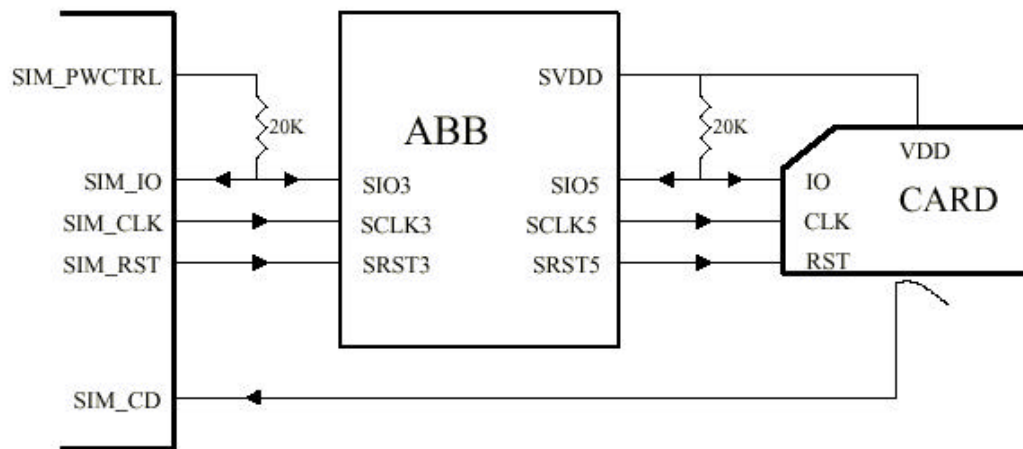 SIM_PWCTRL
SVDD
20K
ABB
20K
VDD
SIM_IO
SIO3
SIO5
IO
CARD
SIM_CLK
SCLK3
SCLK5
CLK
SIM_RST
SRST3
SRST5
RST
SIM_CD